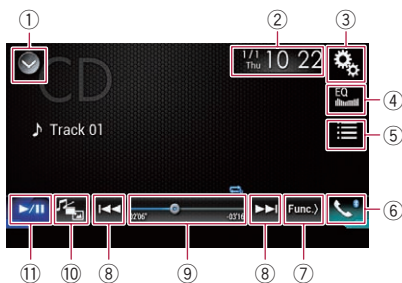 ① ② ③
1/1 Thu 10 22
CD
EQ
④
♪ Track 01
⑤
Func.⟩
⑥
02'06" -03'16
⑪ ⑩ ⑧ ⑨ ⑧ ⑦